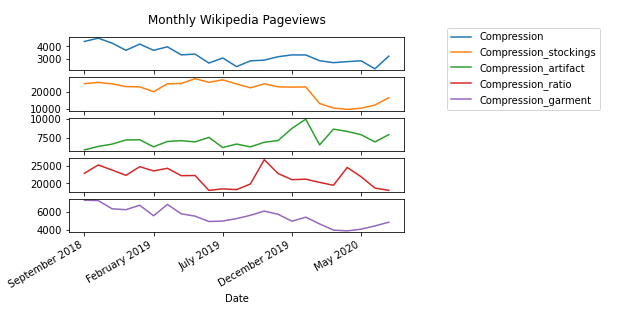 Monthly Wikipedia Pageviews
Compression
Compression_stockings
Compression_artifact
Compression_ratio
Compression_garment
4000
3000
20000
10000
10000
7500
25000
20000
6000
4000
September 2018
February 2019
July 2019
December 2019
May 2020
Date